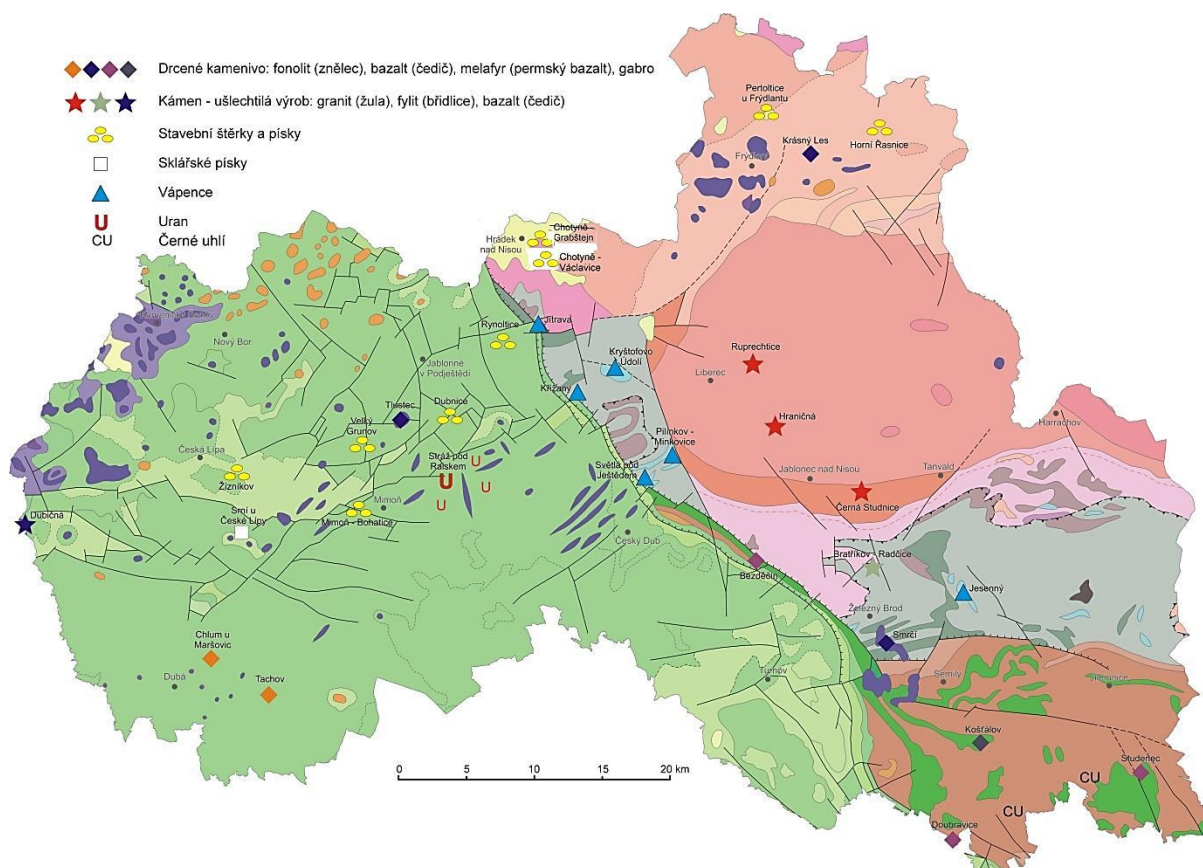 Drcené kamenivo: fonolit (znělec), bazalt (čedič), melafyr (permský bazalt), gabro
Kámen - ušlechtilá výrob: granit (žula), fylit (břidlice), bazalt (čedič)
Stavební štěrky a písky
Sklářské písky
Vápence
U Uran
CU Černé uhlí
Pertoltice
u Frýdlantu
Krásný Les
Horní Řasnice
Frýdlant
Hrádek
nad Nisou
Chotyně -
Grabštejn
Chotyně -
Václavice
Jítrava
Rynoltice
Nový Bor
Jablonné
v Podještědí
Kryštofovo
Údolí
Ruprechtice
Liberec
Křižany
Tlustec
Dubnice
Velký
Grunov
Hraničná
Harrachov
Česká Lípa
Stráž pod
Ralskem
U
U
U
U
Pilínkov -
Minkovice
Světlá pod
Ještědem
Jablonec nad Nisou
Tanvald
Žizníkov
Mimoň
Černá Studnice
Dubičná
Srní u
České Lípy
Mimoň - Bohatice
Český Dub
Bezděčín
Bratříkov - Radčice
Jesenný
Železný Brod
Smrčí
Chlum u
Maršovic
Dubá
Tachov
Turnov
Semily
Košťálov
Studenec
CU
CU
Doubravice
0 5 10 15 20 km